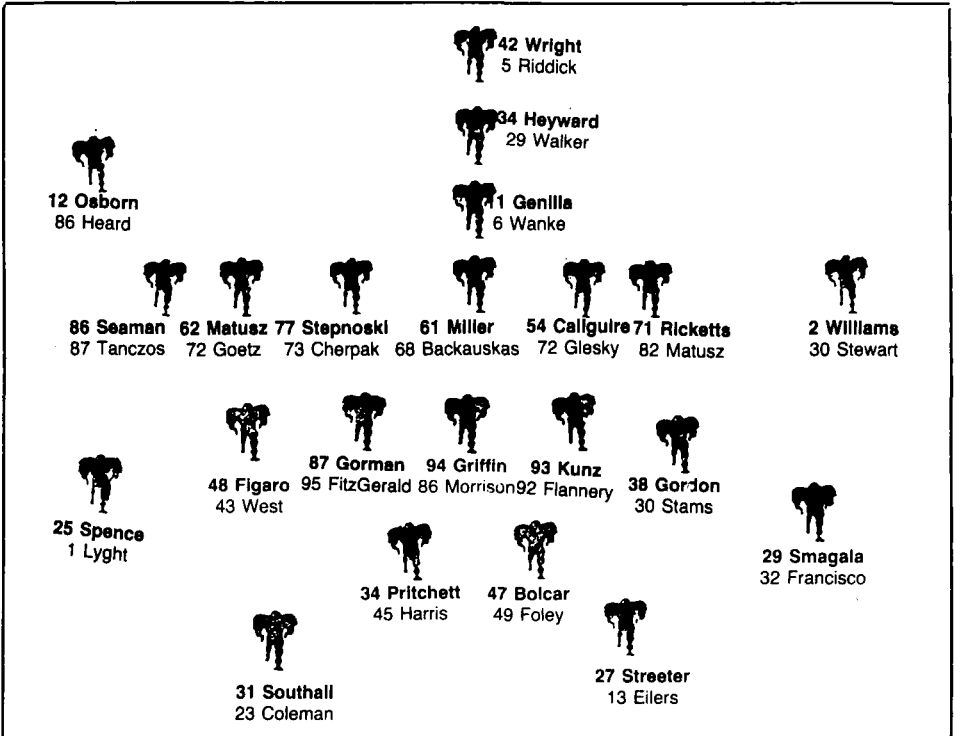 42 Wright
5 Riddick
34 Heyward
29 Walker
12 Osborn
86 Heard
11 Genilla
6 Wanke
86 Seaman
87 Tanczos
62 Matusz
72 Goetz
77 Stepnoski
73 Cherpak
61 Miller
68 Backauskas
54 Caliguire
72 Glesky
71 Ricketts
82 Matusz
2 Williams
30 Stewart
48 Figaro
43 West
87 Gorman
95 FitzGerald
94 Griffin
86 Morrison
93 Kunz
92 Flannery
38 Gordon
30 Stams
25 Spence
1 Lyght
29 Smagala
32 Francisco
34 Pritchett
45 Harris
47 Bolcar
49 Foley
31 Southall
23 Coleman
27 Streeter
13 Eilers